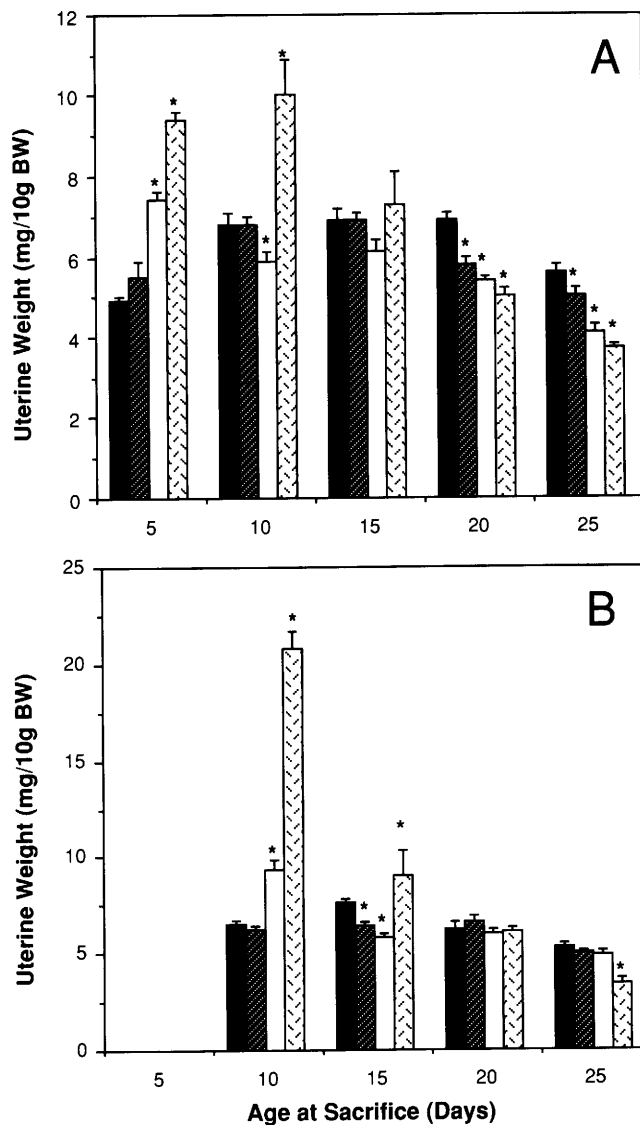 A
Uterine Weight (mg/10g BW)
12
10
8
6
4
2
0
* * * * * * * * * *
5 10 15 20 25
B
Uterine Weight (mg/10g BW)
25
20
15
10
5
0
* * * * * *
5 10 15 20 25
Age at Sacrifice (Days)